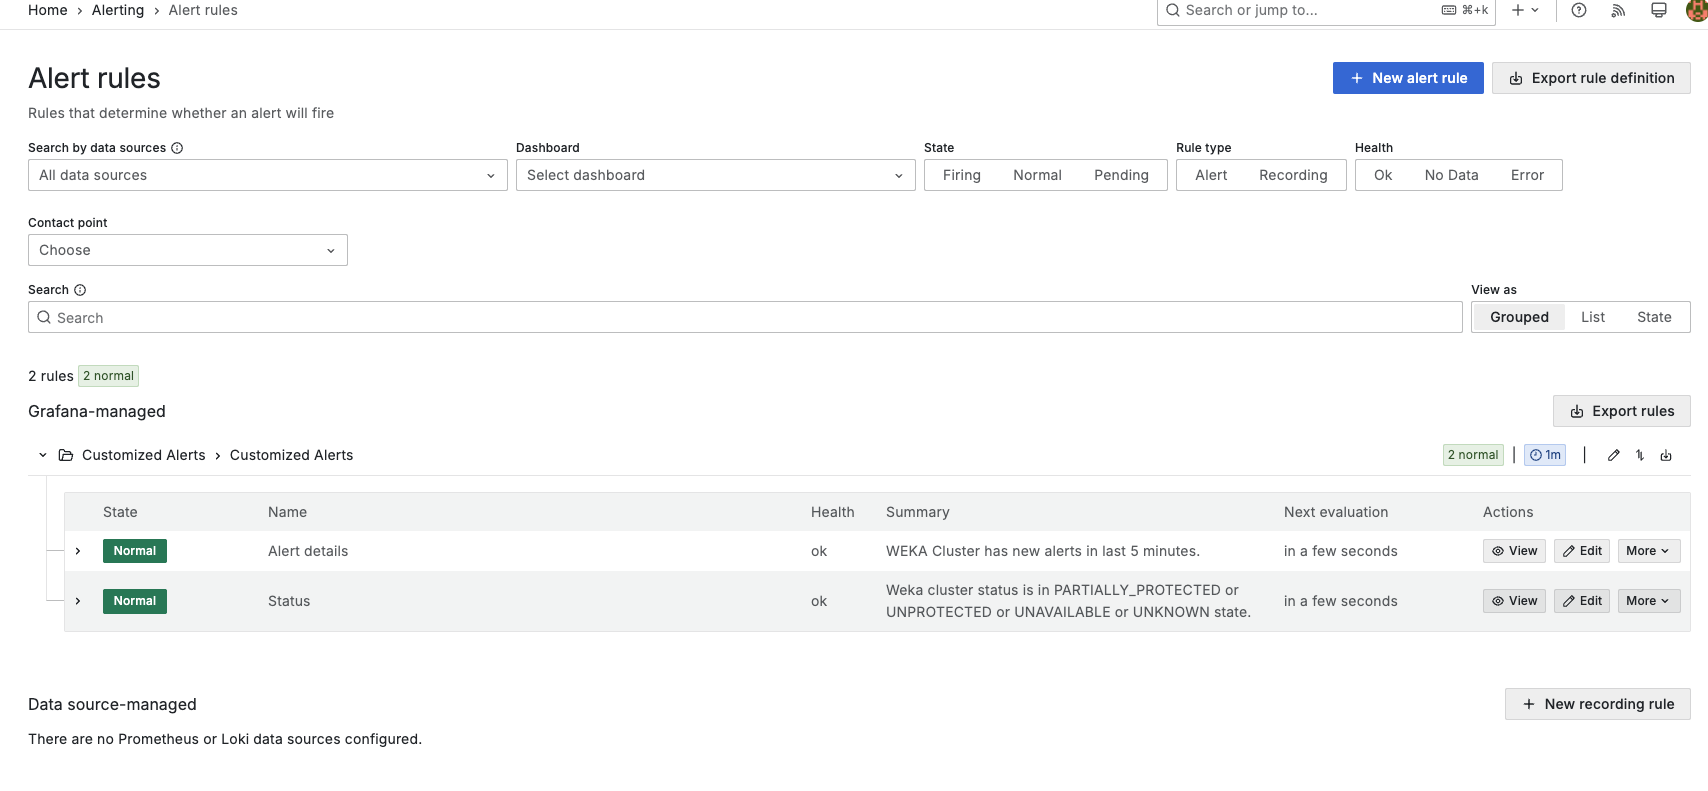 Home › Alerting › Alert rules
Search or jump to... ⌘+k
Alert rules
New alert rule
Export rule definition
Rules that determine whether an alert will fire
Search by data sources
Dashboard
State
Rule type
Health
All data sources
Select dashboard
Firing Normal Pending
Alert Recording
Ok No Data Error
Contact point
Choose
Search
View as
Search
Grouped List State
2 rules 2 normal
Grafana-managed
Export rules
Customized Alerts › Customized Alerts
2 normal | 1m |
State Name Health Summary Next evaluation Actions
Normal Alert details ok WEKA Cluster has new alerts in last 5 minutes. in a few seconds View Edit More
Normal Status ok Weka cluster status is in PARTIALLY_PROTECTED or
UNPROTECTED or UNAVAILABLE or UNKNOWN state. in a few seconds View Edit More
Data source-managed
New recording rule
There are no Prometheus or Loki data sources configured.